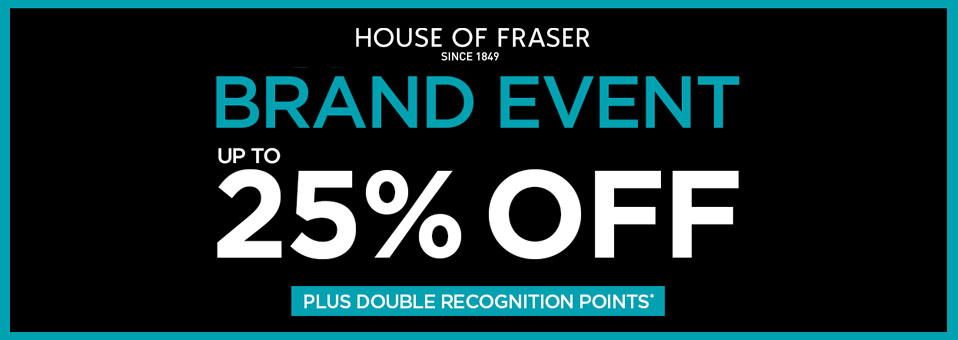 HOUSE OF FRASER
SINCE 1849
BRAND EVENT
UP TO
25% OFF
PLUS DOUBLE RECOGNITION POINTS*